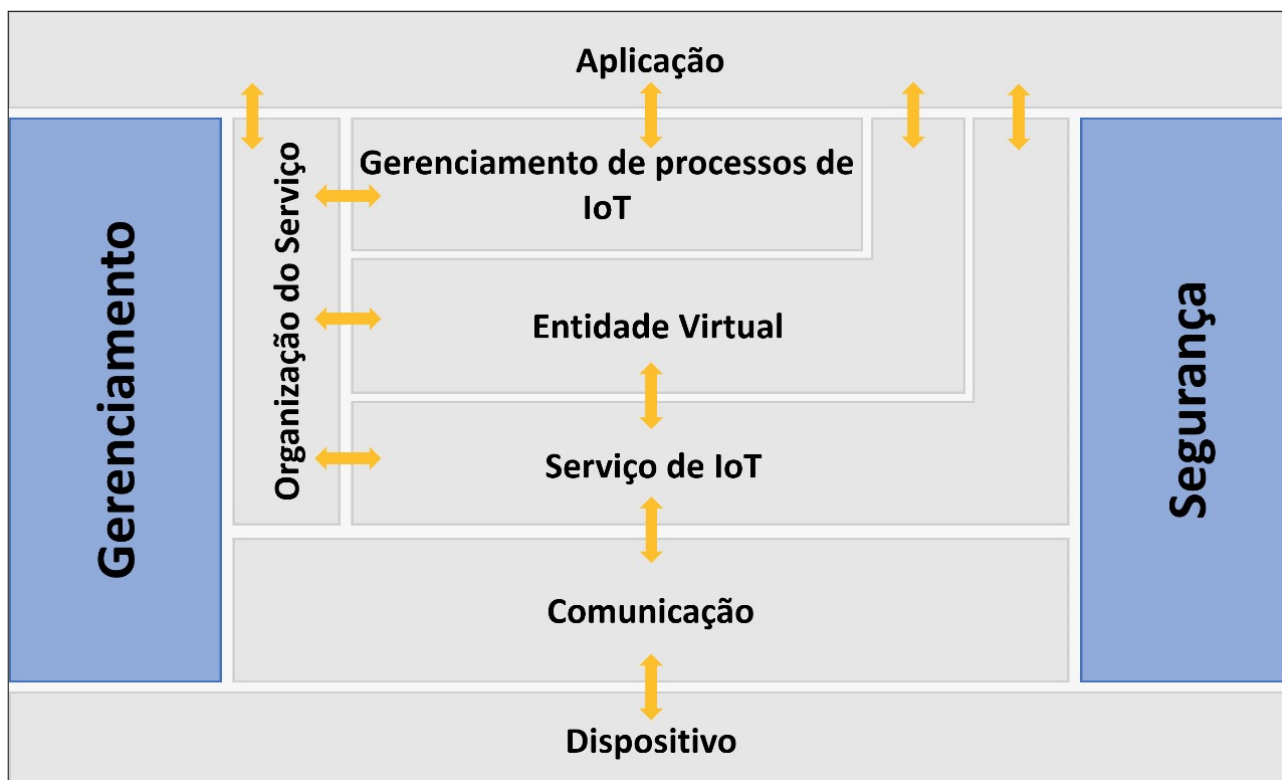 Aplicação
Gerenciamento
Organização do Serviço
Gerenciamento de processos de
IoT
Entidade Virtual
Serviço de IoT
Segurança
Comunicação
Dispositivo